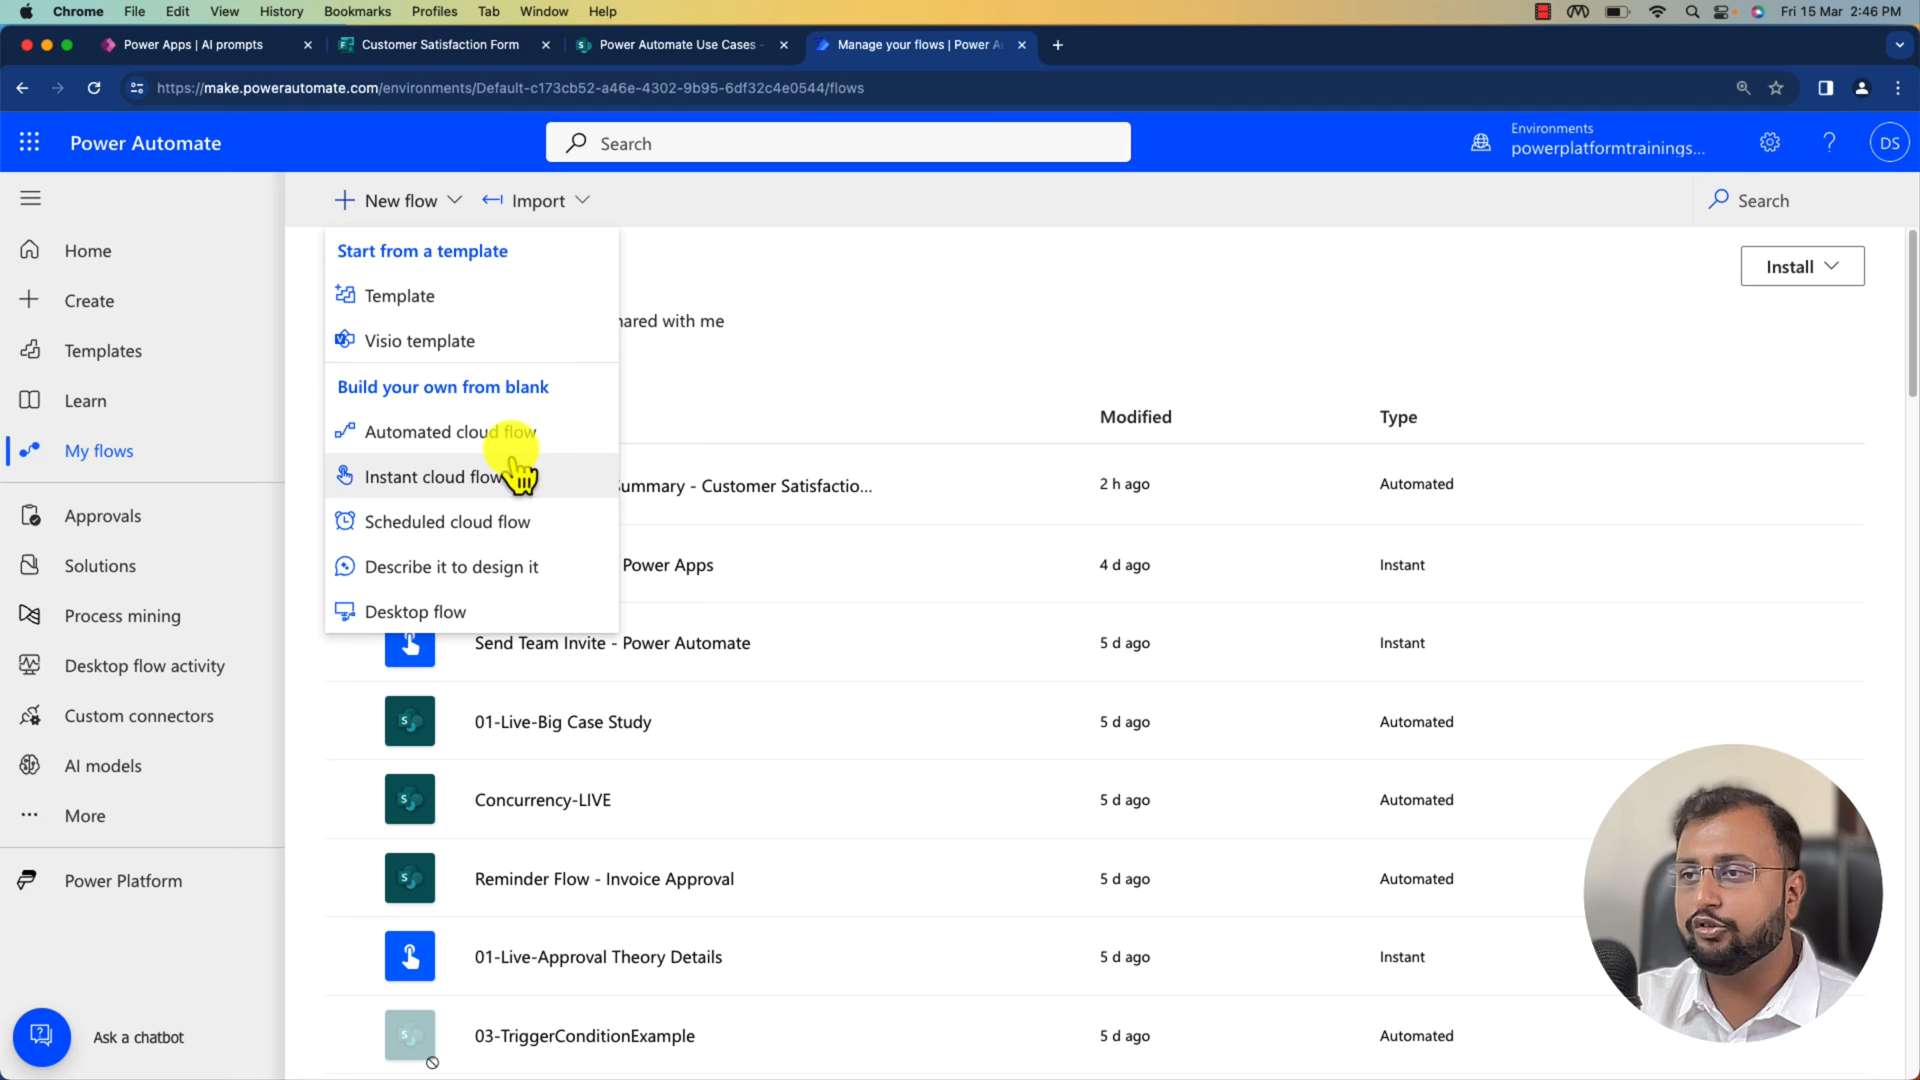 Chrome File Edit View History Bookmarks Profiles Tab Window Help Fri 15 Mar 2:46 PM
Power Apps | AI prompts Customer Satisfaction Form Power Automate Use Cases - Manage your flows | Power A
https://make.powerautomate.com/environments/Default-c173cb52-a46e-4302-9b95-6df32c4e0544/flows
Power Automate Search Environments
powerplatformtrainings... ? DS
New flow Import Search
Start from a template
Template
Visio template
Build your own from blank
Automated cloud flow
Instant cloud flow
Scheduled cloud flow
Describe it to design it
Desktop flow
Install
hared with me
Home
Create
Templates
Learn
My flows
Approvals
Solutions
Process mining
Desktop flow activity
Custom connectors
AI models
More
Power Platform
Ask a chatbot
Modified Type
Summary - Customer Satisfactio... 2 h ago Automated
Power Apps 4 d ago Instant
Send Team Invite - Power Automate 5 d ago Instant
01-Live-Big Case Study 5 d ago Automated
Concurrency-LIVE 5 d ago Automated
Reminder Flow - Invoice Approval 5 d ago Automated
01-Live-Approval Theory Details 5 d ago Instant
03-TriggerConditionExample 5 d ago Automated